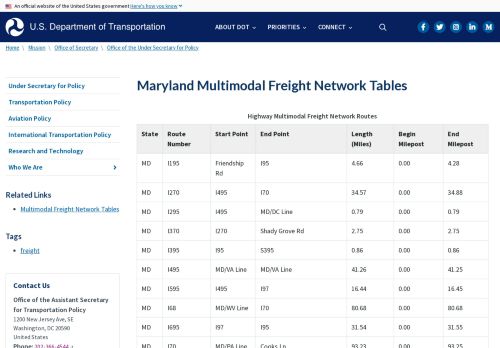 An official website of the United States government Here's how you know
U.S. Department of Transportation
ABOUT DOT
PRIORITIES
CONNECT
Home \ Mission \ Office of Secretary \ Office of the Under Secretary for Policy
Under Secretary for Policy
Transportation Policy
Aviation Policy
International Transportation Policy
Research and Technology
Who We Are
Related Links
Multimodal Freight Network Tables
Tags
freight
Contact Us
Office of the Assistant Secretary
for Transportation Policy
1200 New Jersey Ave, SE
Washington, DC 20590
United States
Phone: 202-366-4544
Maryland Multimodal Freight Network Tables
Highway Multimodal Freight Network Routes
State Route Number Start Point End Point Length (Miles) Begin Milepost End Milepost
MD I195 Friendship Rd I95 4.66 0.00 4.28
MD I270 I495 I70 34.57 0.00 34.88
MD I295 I495 MD/DC Line 0.79 0.00 0.79
MD I370 I270 Shady Grove Rd 2.75 0.00 2.75
MD I395 I95 S395 0.86 0.00 0.86
MD I495 MD/VA Line MD/VA Line 41.26 0.00 41.25
MD I595 I495 I97 16.44 0.00 16.45
MD I68 MD/WV Line I70 80.68 0.00 80.68
MD I695 I97 I95 31.54 0.00 31.55
MD I70 MD/PA Line Cooks Ln 93.23 0.00 93.25